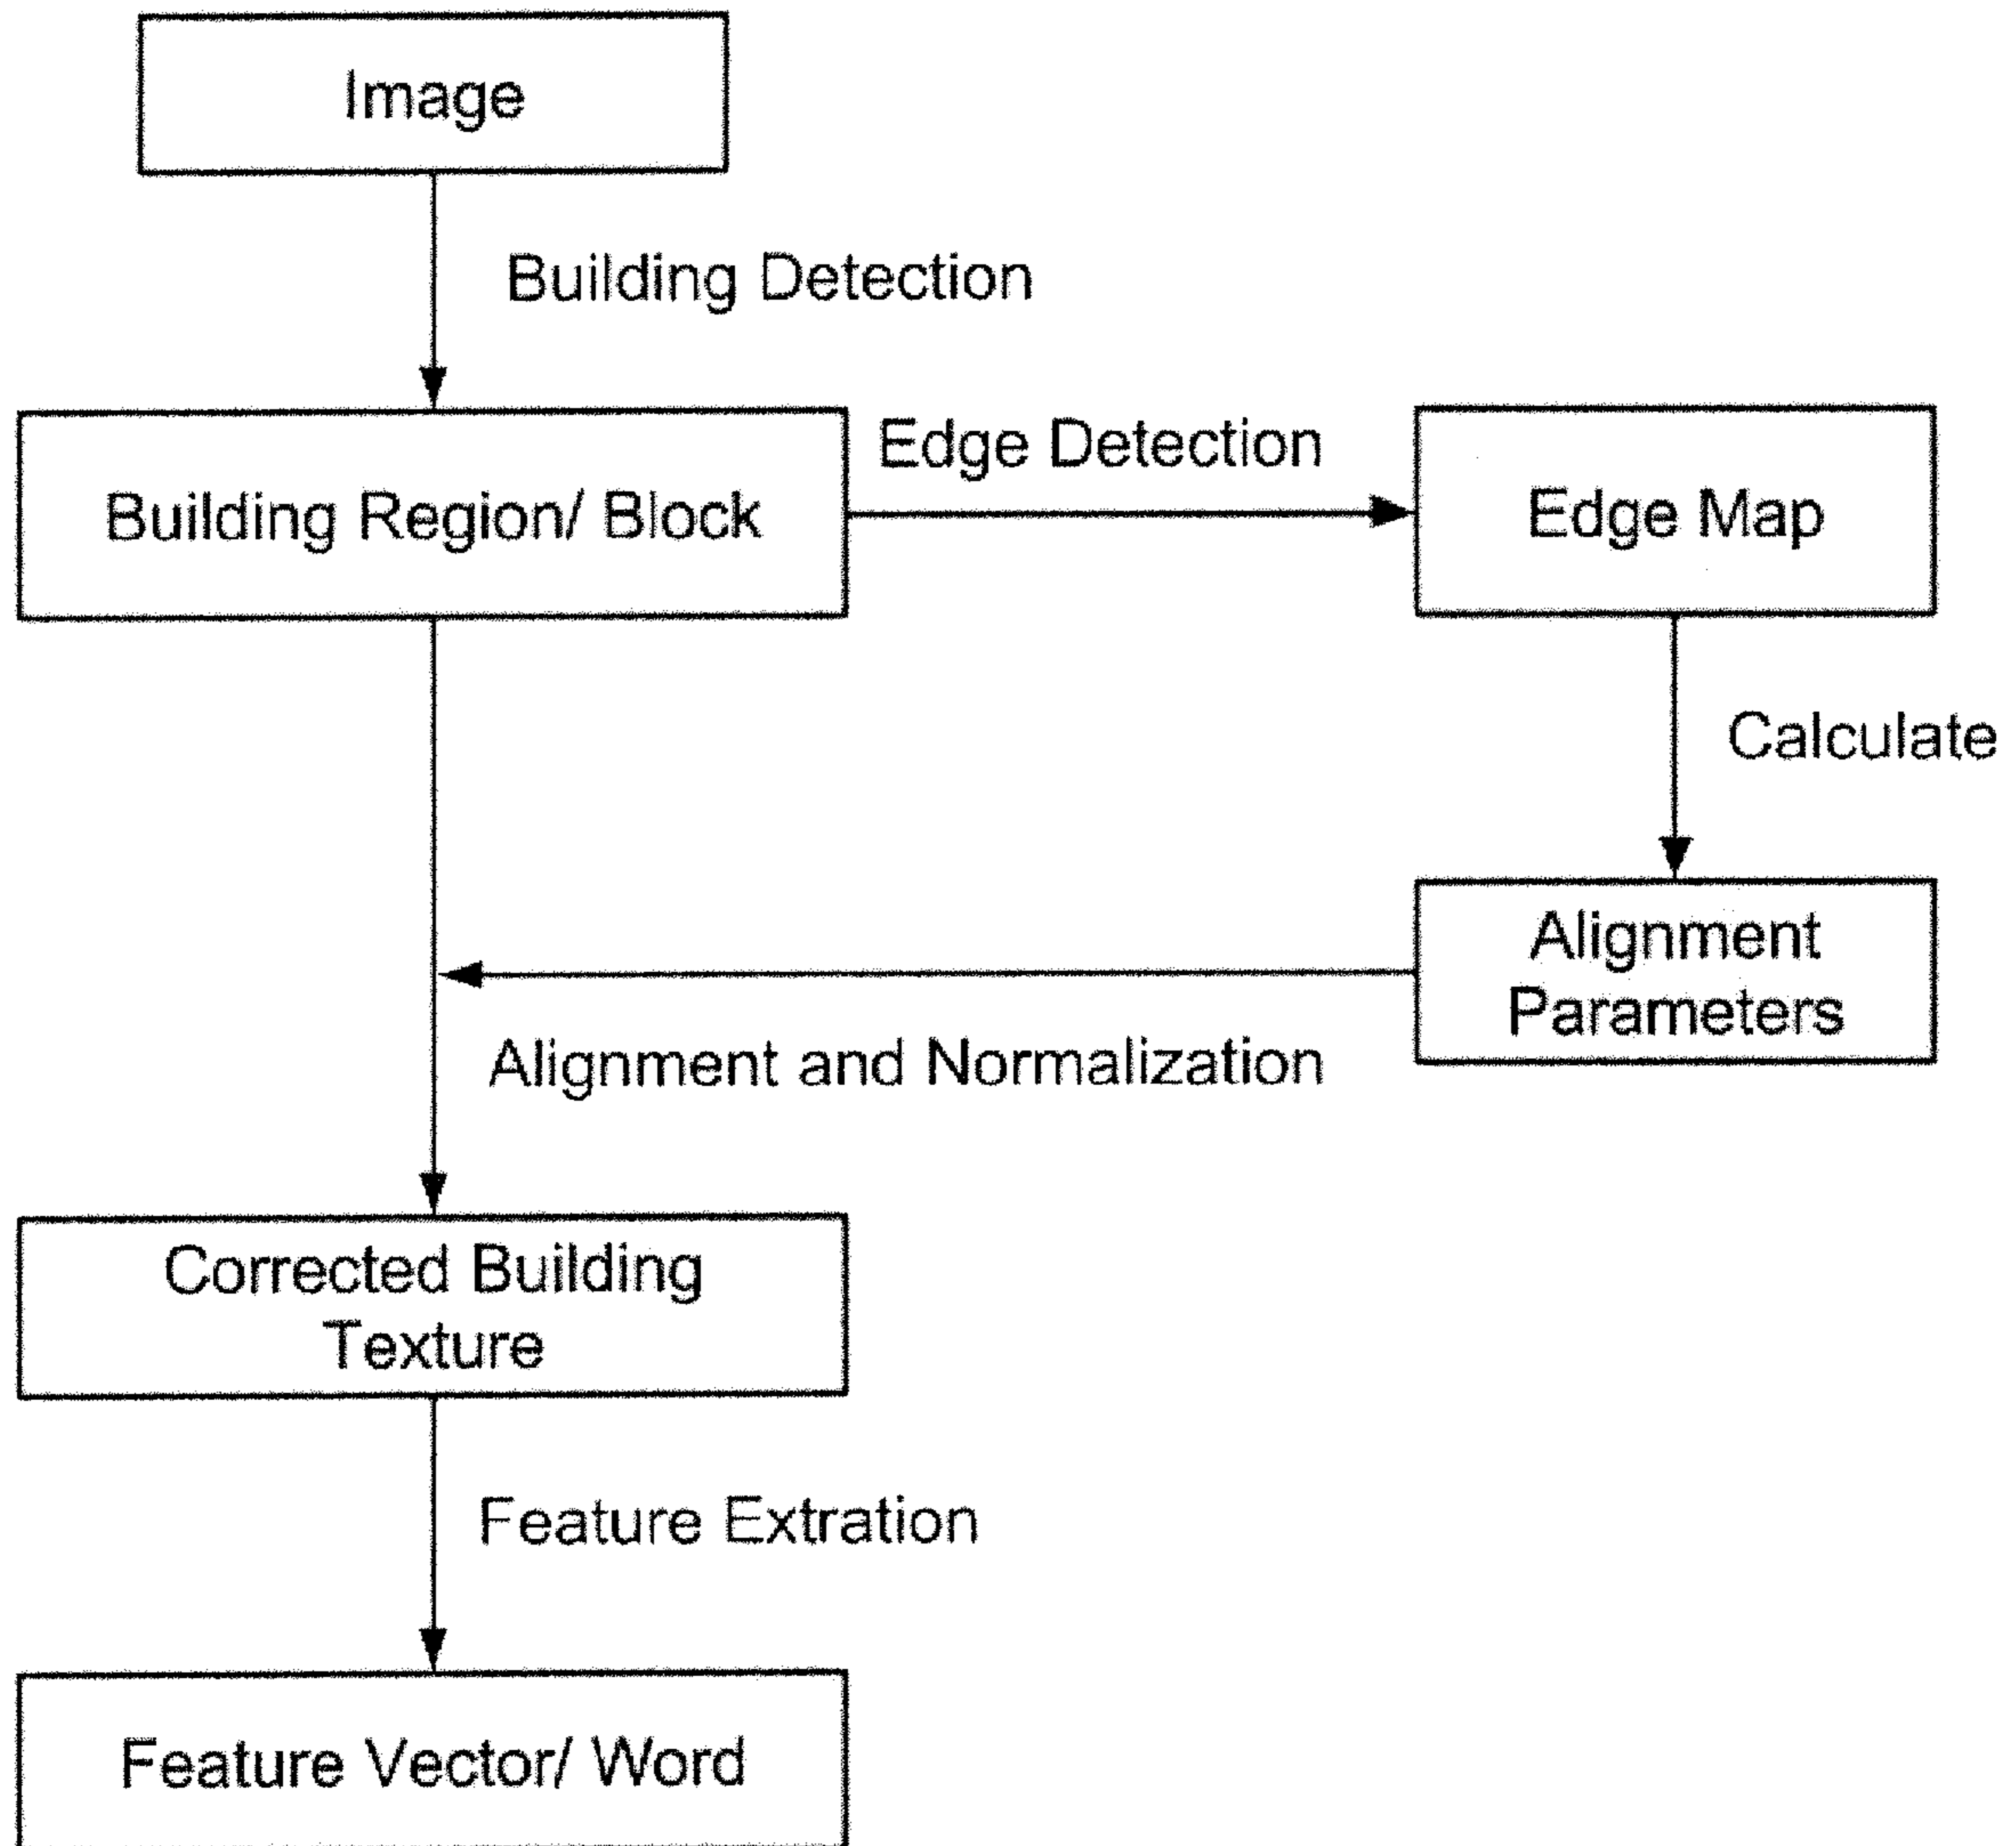 Image
Building Detection
Building Region/ Block
Edge Detection
Edge Map
Calculate
Alignment
Parameters
Alignment and Normalization
Corrected Building
Texture
Feature Extration
Feature Vector/ Word